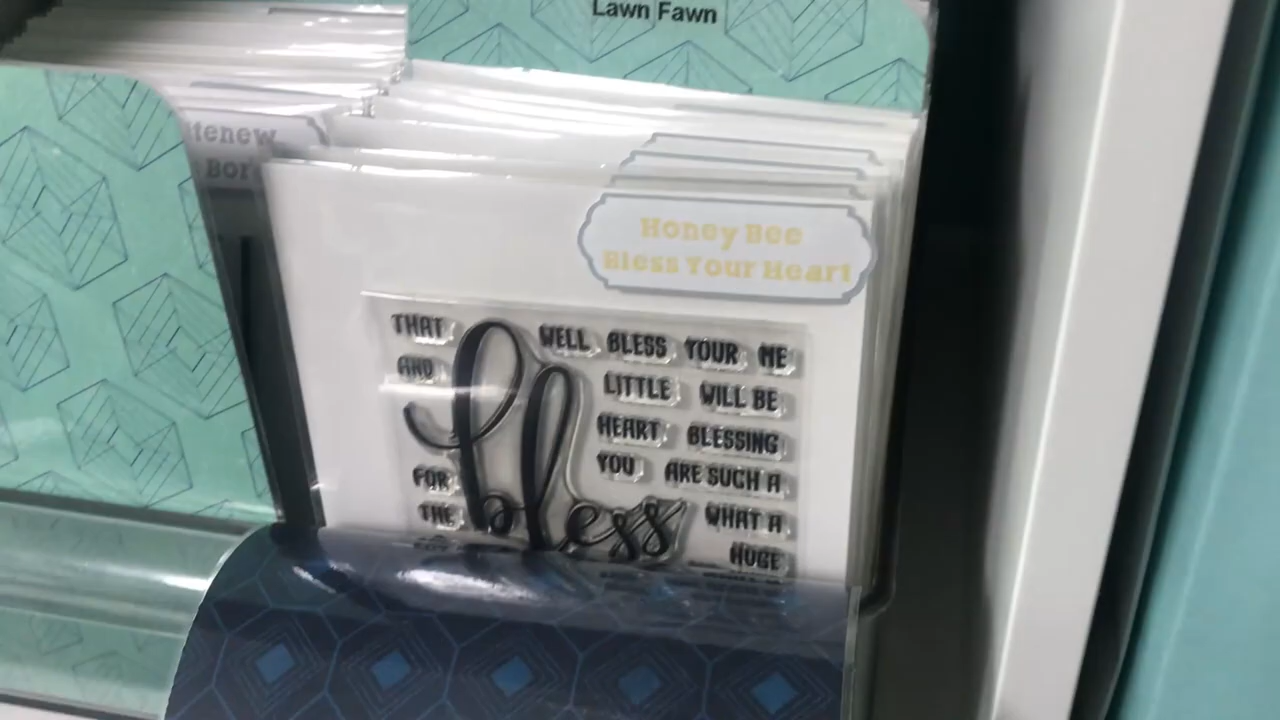 Lawn Fawn
Honey Bee
Bless Your Heart
THAT
WELL BLESS YOUR ME
AND
LITTLE WILL BE
HEART BLESSING
YOU ARE SUCH A
FOR
THE
bless
WHAT A
HUGE